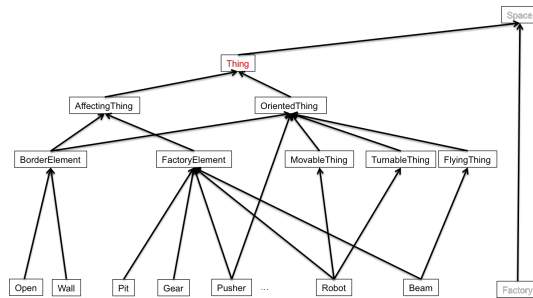 Space
Thing
AffectingThing OrientedThing
BorderElement FactoryElement MovableThing TurnableThing FlyingThing
Open Wall Pit Gear Pusher ... Robot Beam Factory